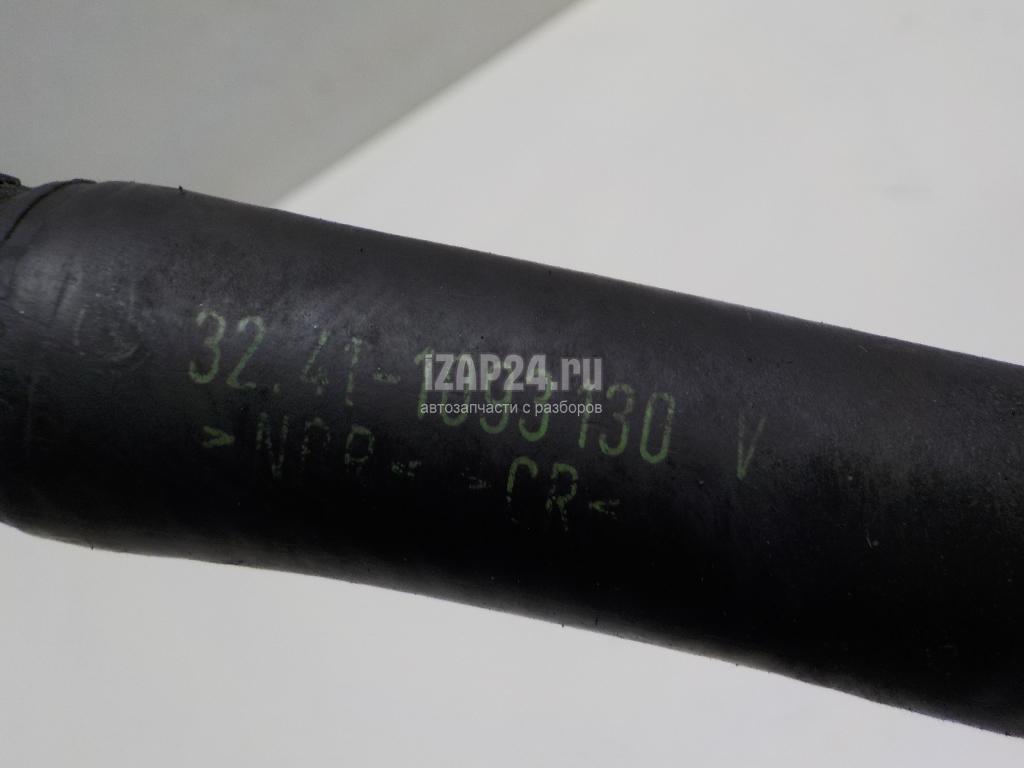 32.41-1093130 V
>NBR< >CR<
iZAP24.ru
автозапчасти с разборов